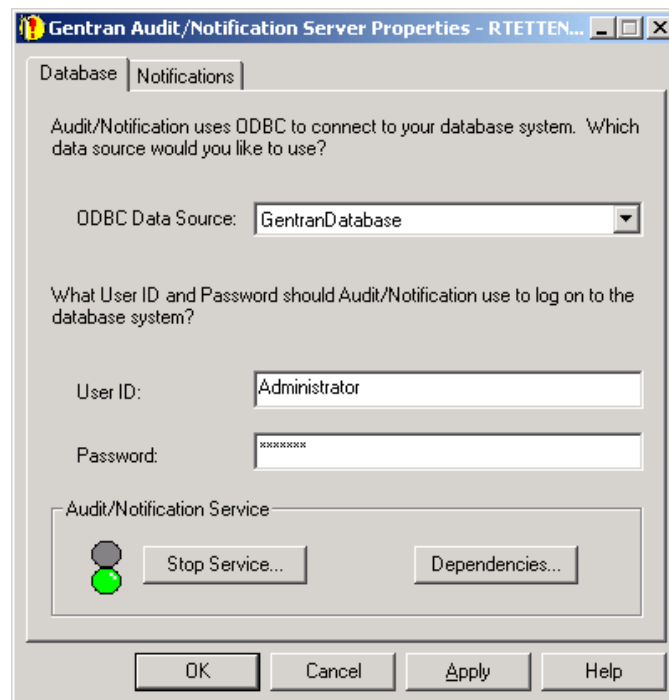 Gentran Audit/Notification Server Properties - RTETTEN...
Database
Notifications
Audit/Notification uses ODBC to connect to your database system. Which
data source would you like to use?
ODBC Data Source:
GentranDatabase
What User ID and Password should Audit/Notification use to log on to the
database system?
User ID:
Administrator
Password:
*******
Audit/Notification Service
Stop Service...
Dependencies...
OK
Cancel
Apply
Help